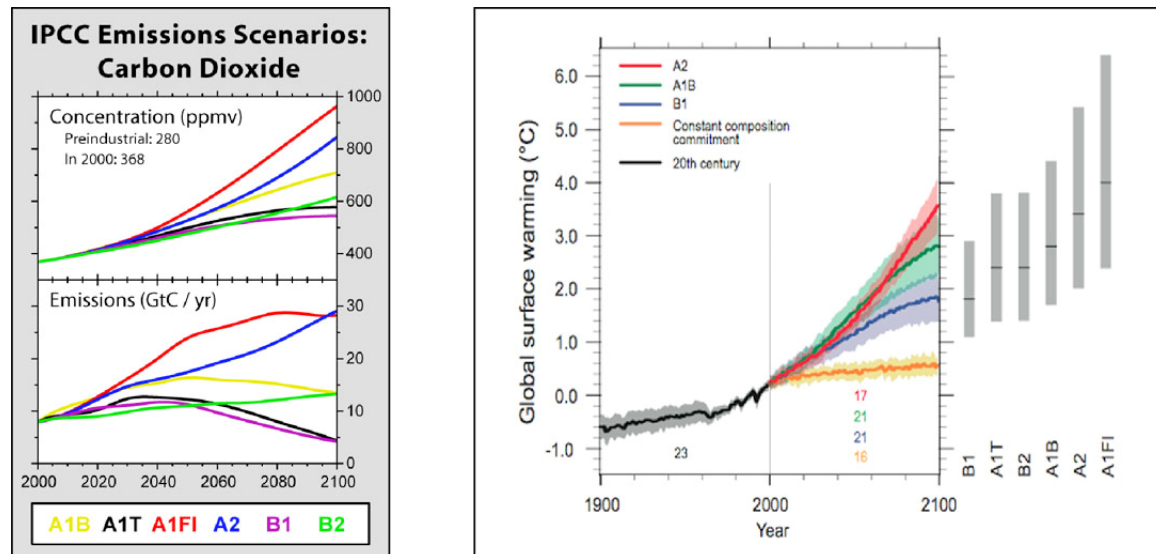 IPCC Emissions Scenarios:
Carbon Dioxide
Concentration (ppmv)
Preindustrial: 280
In 2000: 368
1000
800
600
400
Emissions (GtC / yr)
30
20
10
0
2000 2020 2040 2060 2080 2100
A1B A1T A1FI A2 B1 B2
Global surface warming (°C)
6.0
5.0
4.0
3.0
2.0
1.0
0.0
-1.0
A2
A1B
B1
Constant composition
commitment
20th century
17
21
21
16
23
1900 2000 2100
Year
B1
A1T
B2
A1B
A2
A1FI